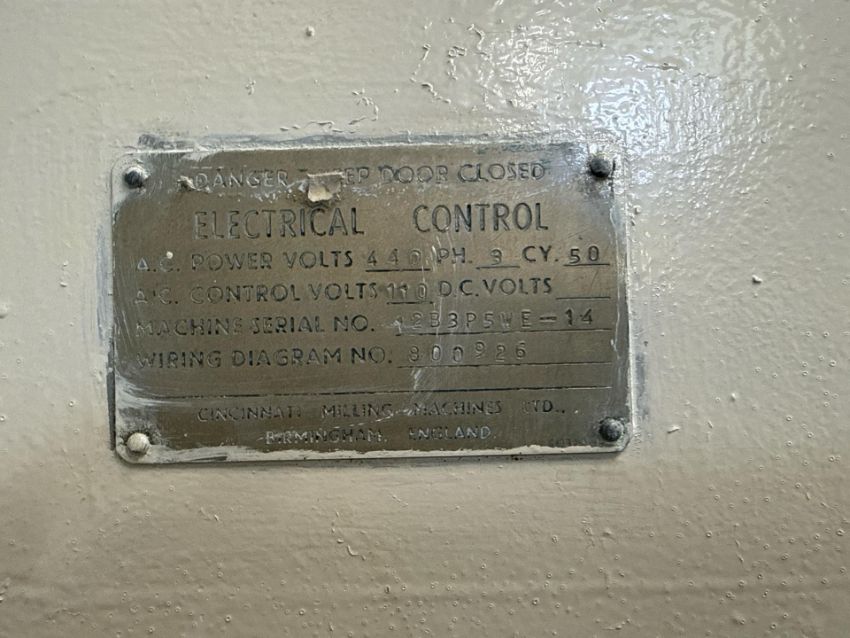 DANGER DOOR CLOSED
ELECTRICAL CONTROL
A.C. POWER VOLTS 440 PH. 3 CY. 50
A.C. CONTROL VOLTS 110 D.C. VOLTS
MACHINE SERIAL NO. 12B3P5WE-14
WIRING DIAGRAM NO. 800926
CINCINNATI MILLING MACHINES LTD.,
BIRMINGHAM, ENGLAND